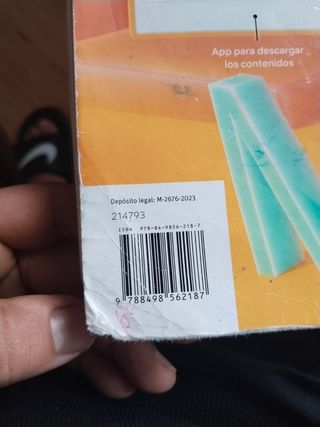 App para descargar
los contenidos
Depósito legal: M-2676-2023
214793
ISBN 978-84-9856-218-7
9 788498 562187